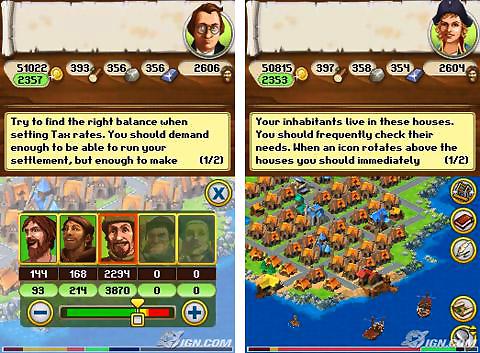 51022
2357
393
356
356
2606
Try to find the right balance when
setting Tax rates. You should demand
enough to be able to run your
settlement, but enough to make (1/2)
X
144 168 2294 0 0
93 214 3870 0 0
IGN.COM
50815
2353
397
358
354
2604
Your inhabitants live in these houses.
You should frequently check their
needs. When an icon rotates above the
houses you should immediately (1/2)
IGN.COM